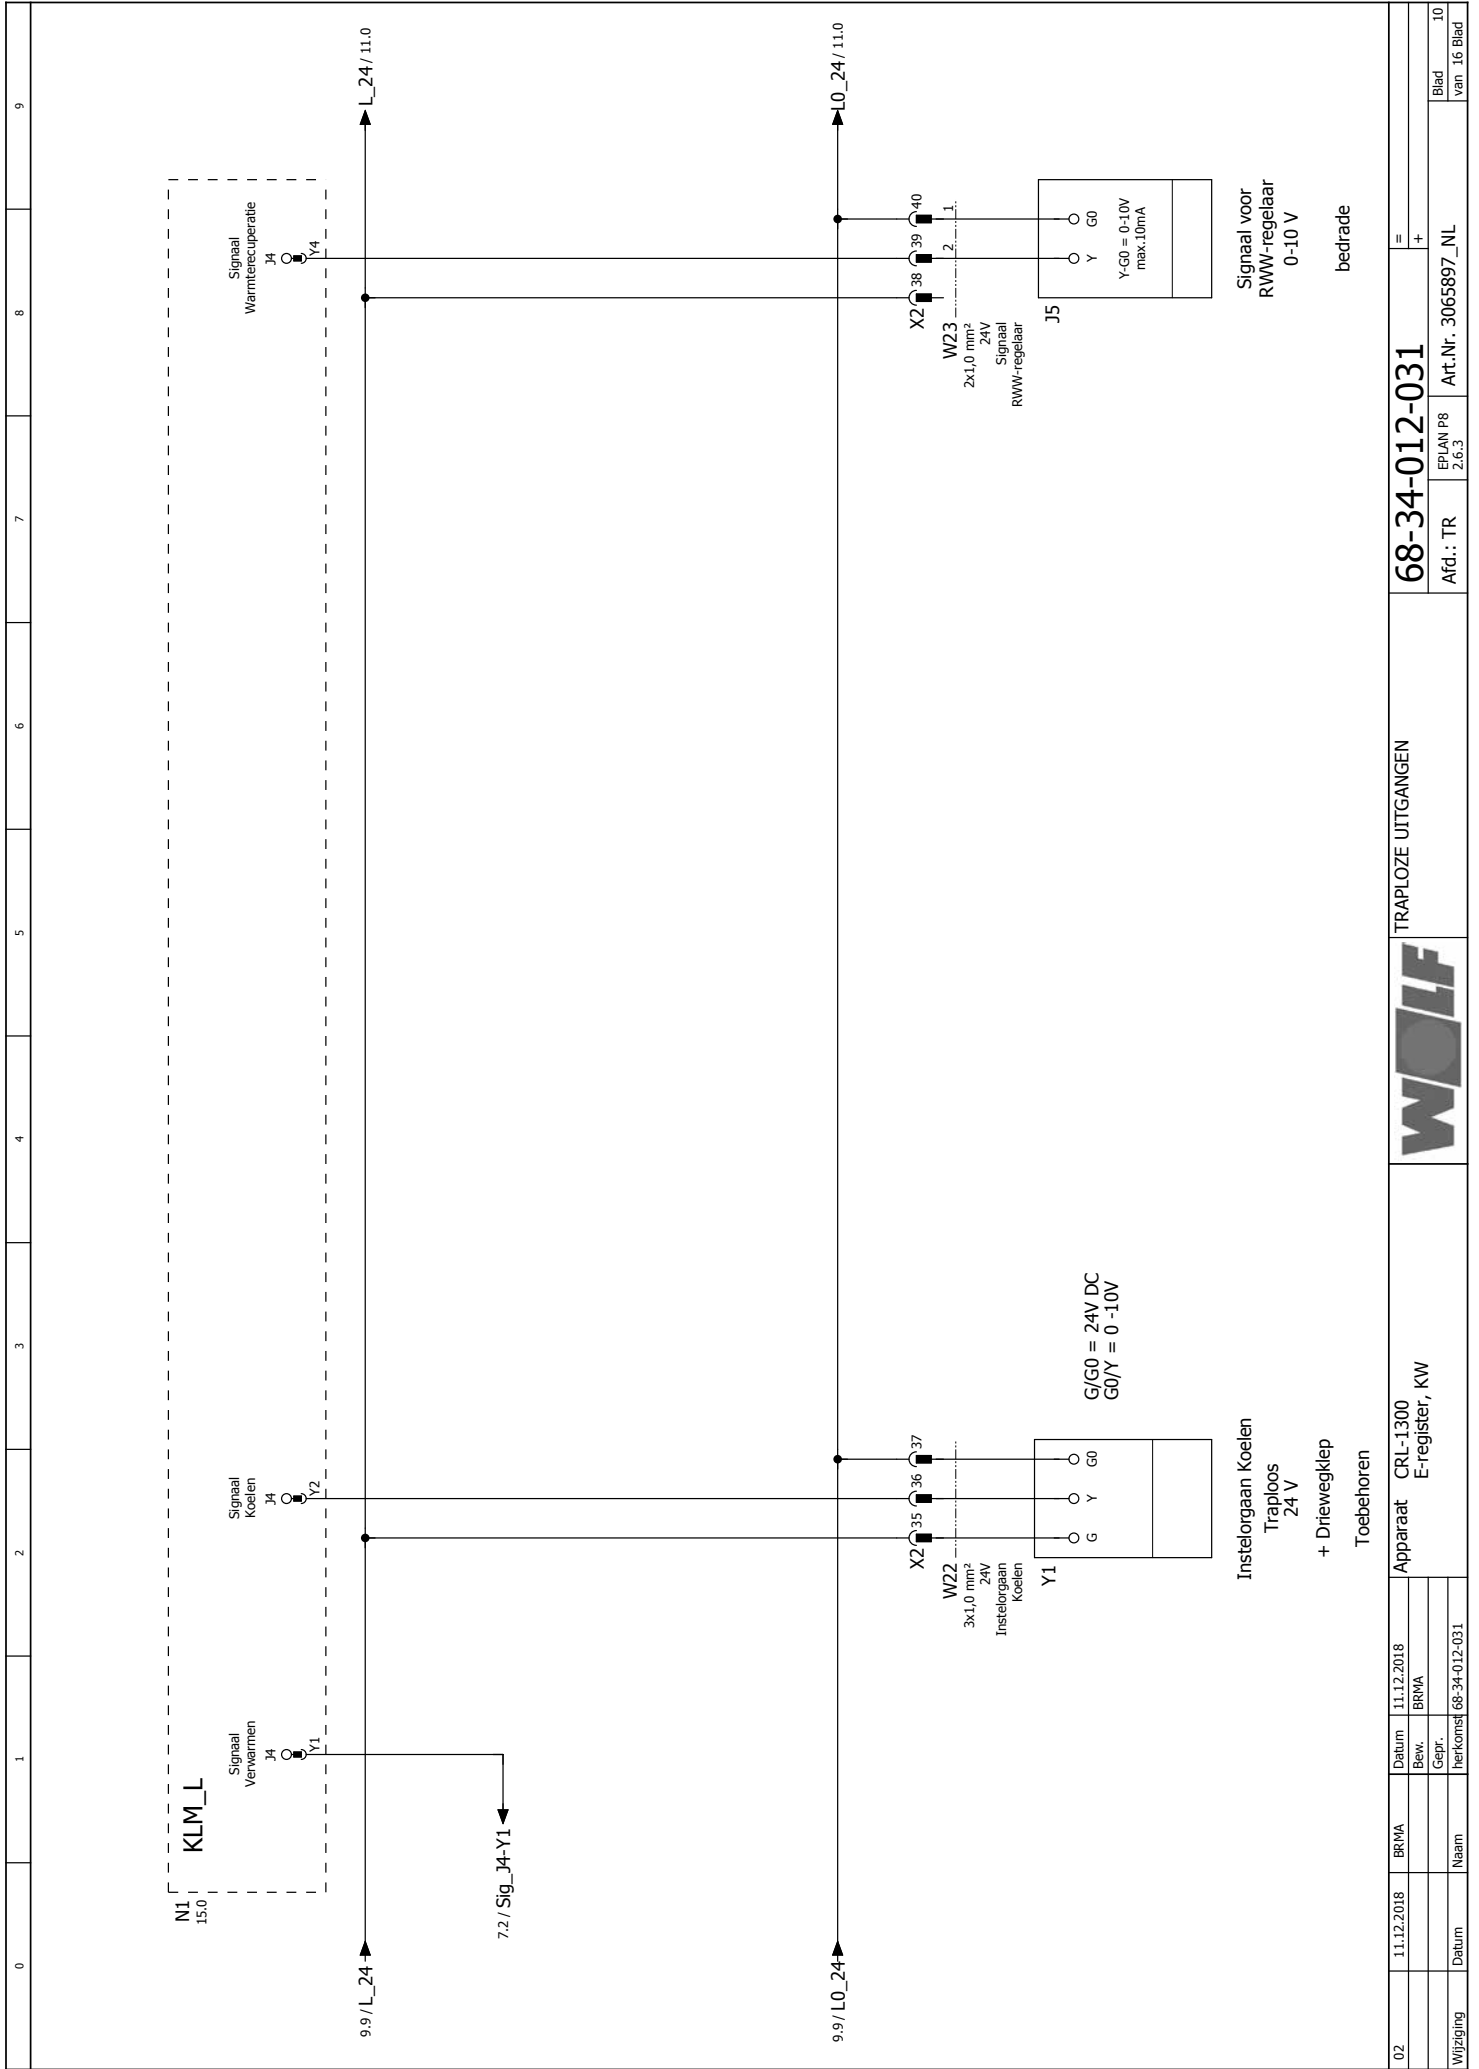 0 1 2 3 4 5 6 7 8 9
N1
15.0
KLM_L
Signaal
Verwarmen
J4
Y1
Signaal
Koelen
J4
Y2
Signaal
Warmterecuperatie
J4
Y4
9.9 / L_24
L_24 / 11.0
7.2 / Sig_J4-Y1
9.9 / L0_24
L0_24 / 11.0
X2 35 36 37
W22
3x1,0 mm²
24V
Instelorgaan
Koelen
Y1
G Y G0
G/G0 = 24V DC
G0/Y = 0 -10V
Instelorgaan Koelen
Traploos
24 V
+ Driewegklep
Toebehoren
X2 38 39 40
W23 2 1
2x1,0 mm²
24V
Signaal
RWW-regelaar
J5
Y G0
Y-G0 = 0-10V
max.10mA
Signaal voor
RWW-regelaar
0-10 V
bedrade
02 11.12.2018 BRMA
Wijziging Datum Naam
Datum 11.12.2018
Bew. BRMA
Gepr.
herkomst 68-34-012-031
Apparaat CRL-1300
E-register, KW
WOLF
TRAPLOZE UITGANGEN
68-34-012-031
=
+
Afd.: TR
EPLAN P8
2.6.3
Art.Nr. 3065897_NL
Blad 10
van 16 Blad